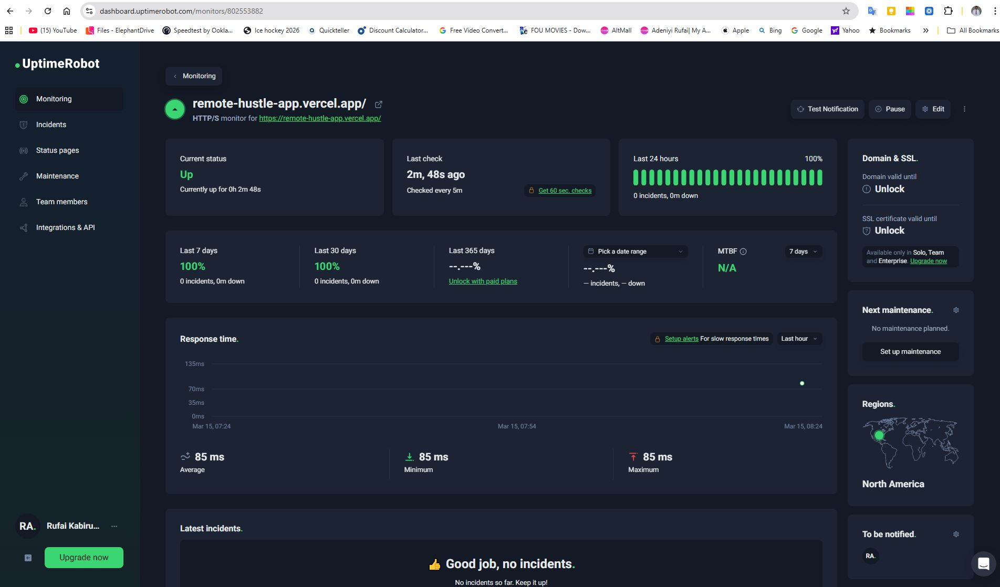 dashboard.uptimerobot.com/monitors/802553882
(15) YouTube
Files - ElephantDrive
Speedtest by Ookla...
Ice hockey 2026
Quickteller
Discount Calculator...
Free Video Convert...
FOU MOVIES - Dow...
AltMall
Adeniyi Rufai| My A...
Apple
Bing
Google
Yahoo
Bookmarks
All Bookmarks
UptimeRobot
Monitoring
Incidents
Status pages
Maintenance
Team members
Integrations & API
RA.
Rufai Kabiru...
Upgrade now
Monitoring
remote-hustle-app.vercel.app/
HTTP/S monitor for https://remote-hustle-app.vercel.app/
Test Notification
Pause
Edit
Current status
Up
Currently up for 0h 2m 48s
Last check
2m, 48s ago
Checked every 5m
Get 60 sec. checks
Last 24 hours
100%
0 incidents, 0m down
Last 7 days
100%
0 incidents, 0m down
Last 30 days
100%
0 incidents, 0m down
Last 365 days
--.---%
Unlock with paid plans
Pick a date range
--.---%
— incidents, — down
MTBF
7 days
N/A
Response time.
Setup alerts For slow response times
Last hour
135ms
70ms
35ms
0ms
Mar 15, 07:24
Mar 15, 07:54
Mar 15, 08:24
85 ms
Average
85 ms
Minimum
85 ms
Maximum
Latest incidents.
Good job, no incidents.
No incidents so far. Keep it up!
Domain & SSL.
Domain valid until
Unlock
SSL certificate valid until
Unlock
Available only in Solo, Team
and Enterprise. Upgrade now
Next maintenance.
No maintenance planned.
Set up maintenance
Regions.
North America
To be notified.
RA.